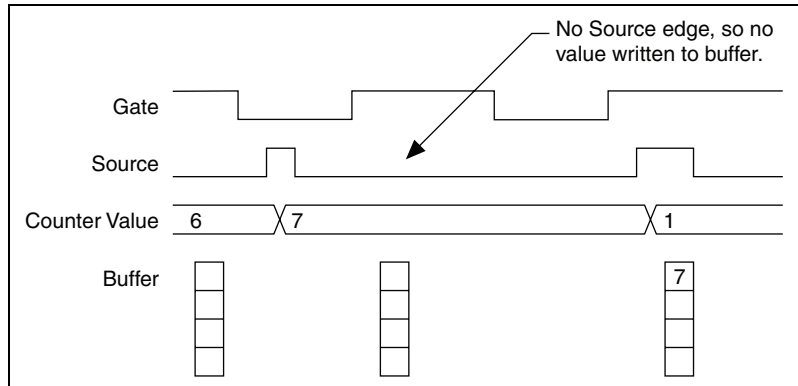 No Source edge, so no
value written to buffer.
Gate
Source
Counter Value 6 7 1
Buffer 7